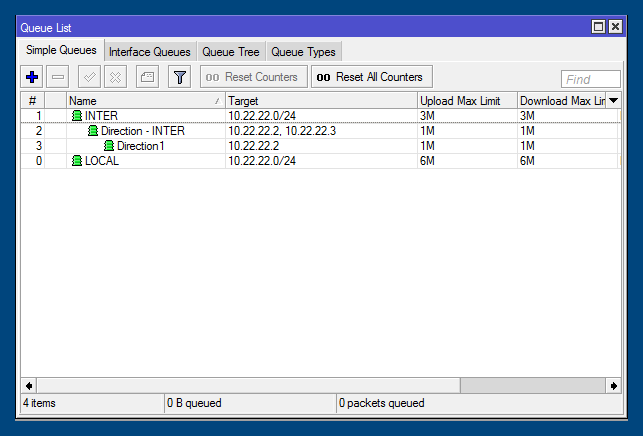 Queue List
Simple Queues Interface Queues Queue Tree Queue Types
00 Reset Counters 00 Reset All Counters Find
# Name Target Upload Max Limit Download Max Lir
1 INTER 10.22.22.0/24 3M 3M
2 Direction - INTER 10.22.22.2, 10.22.22.3 1M 1M
3 Direction1 10.22.22.2 1M 1M
0 LOCAL 10.22.22.0/24 6M 6M
4 items 0 B queued 0 packets queued